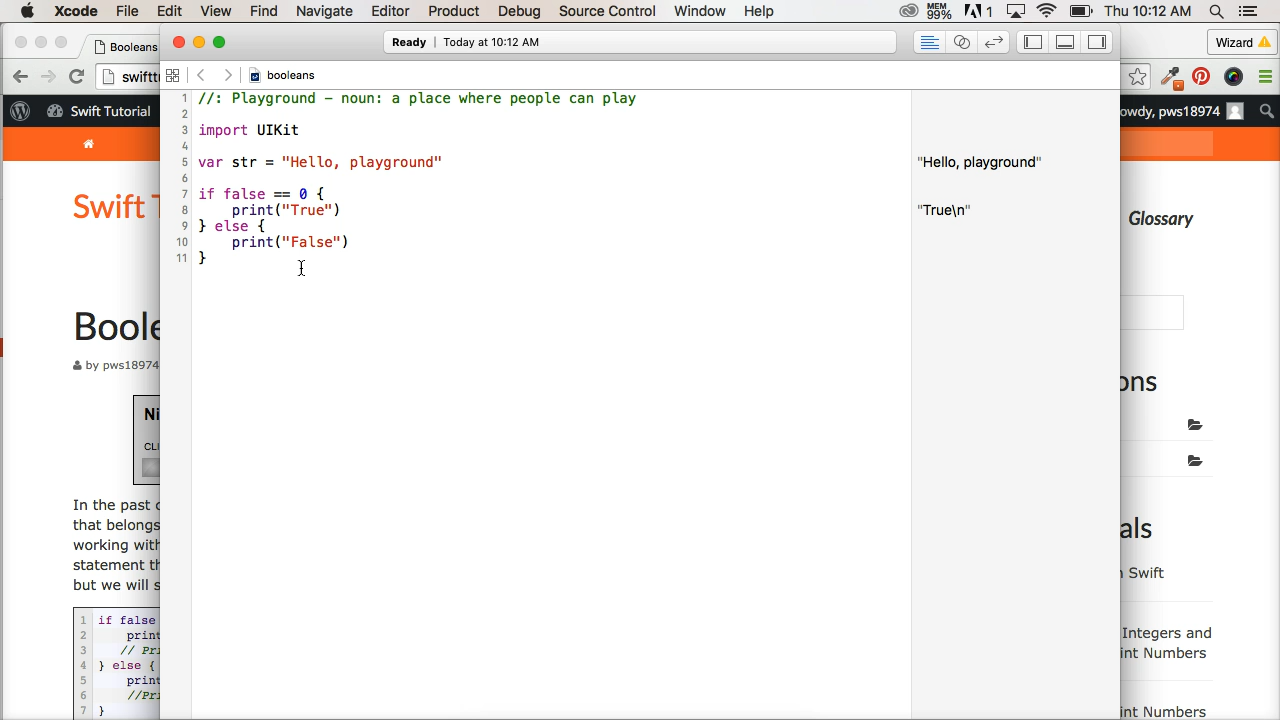 Xcode File Edit View Find Navigate Editor Product Debug Source Control Window Help MEM 99% 1 Thu 10:12 AM
Booleans
Ready | Today at 10:12 AM
Wizard
swifttu
booleans
Swift Tutorial
owdy, pws18974
1 //: Playground - noun: a place where people can play
2
3 import UIKit
4
5 var str = "Hello, playground"
"Hello, playground"
6
7 if false == 0 {
8 print("True")
"True\n"
9 } else {
10 print("False")
11 }
Swift T
Glossary
Boole
by pws18974
ons
Ni
CLI
In the past c
that belongs
working with
statement th
but we will s
als
n Swift
Integers and
int Numbers
int Numbers
1 if false
2 print
3 // Pri
4 } else {
5 print
6 //Pri
7 }